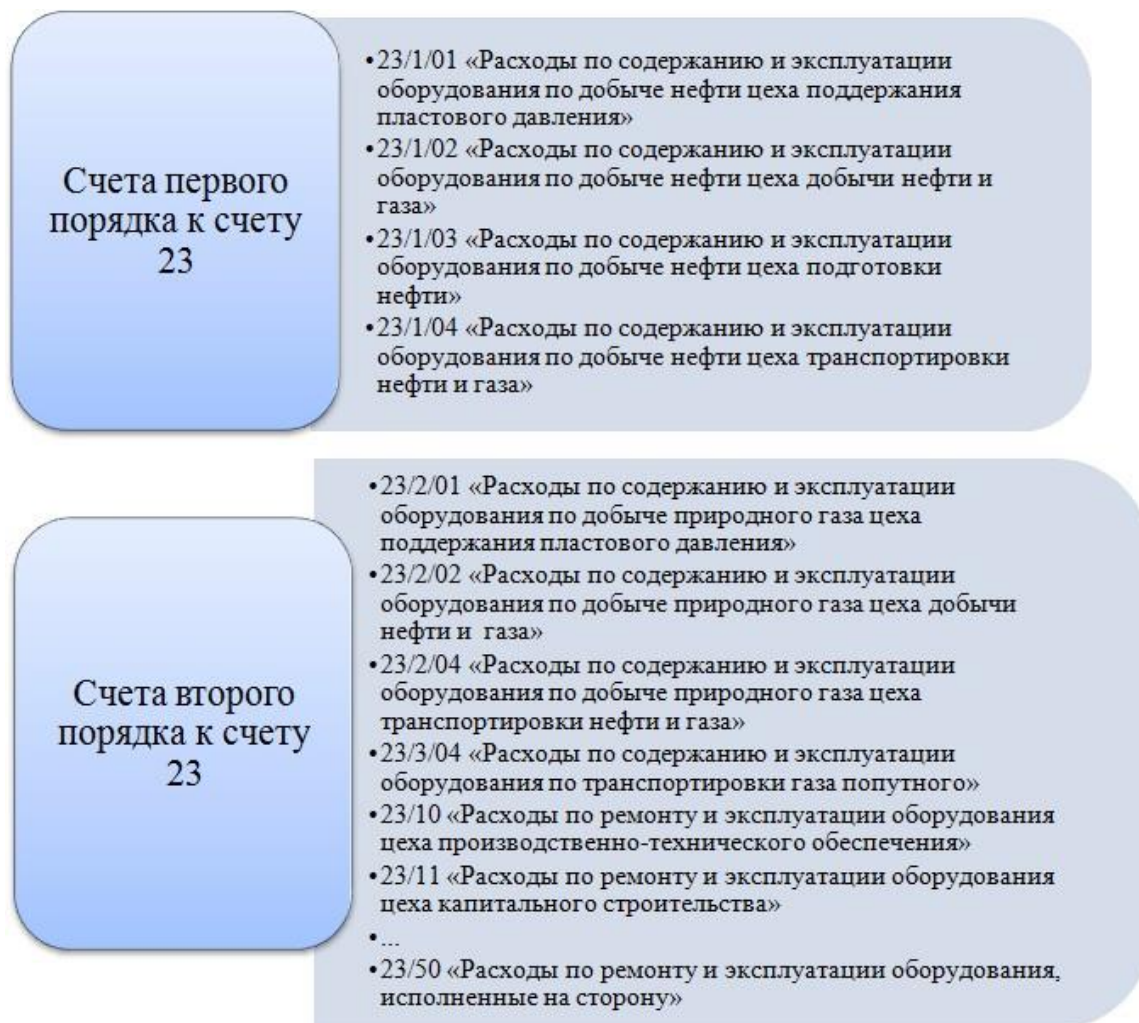 Счета первого
порядка к счету
23
•23/1/01 «Расходы по содержанию и эксплуатации
оборудования по добыче нефти цеха поддержания
пластового давления»
•23/1/02 «Расходы по содержанию и эксплуатации
оборудования по добыче нефти цеха добычи нефти и
газа»
•23/1/03 «Расходы по содержанию и эксплуатации
оборудования по добыче нефти цеха подготовки
нефти»
•23/1/04 «Расходы по содержанию и эксплуатации
оборудования по добыче нефти цеха транспортировки
нефти и газа»
Счета второго
порядка к счету
23
•23/2/01 «Расходы по содержанию и эксплуатации
оборудования по добыче природного газа цеха
поддержания пластового давления»
•23/2/02 «Расходы по содержанию и эксплуатации
оборудования по добыче природного газа цеха добычи
нефти и газа»
•23/2/04 «Расходы по содержанию и эксплуатации
оборудования по добыче природного газа цеха
транспортировки нефти и газа»
•23/3/04 «Расходы по содержанию и эксплуатации
оборудования по транспортировки газа попутного»
•23/10 «Расходы по ремонту и эксплуатации оборудования
цеха производственно-технического обеспечения»
•23/11 «Расходы по ремонту и эксплуатации оборудования
цеха капитального строительства»
•...
•23/50 «Расходы по ремонту и эксплуатации оборудования,
исполненные на сторону»